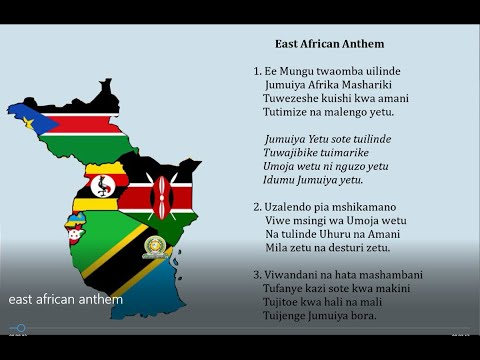 East African Anthem
1. Ee Mungu twaomba uilinde
Jumuiya Afrika Mashariki
Tuwezeshe kuishi kwa amani
Tutimize na malengo yetu.
Jumuiya Yetu sote tuilinde
Tuwajibike tuimarike
Umoja wetu ni nguzo yetu
Idumu Jumuiya yetu.
2. Uzalendo pia mshikamano
Viwe msingi wa Umoja wetu
Na tulinde Uhuru na Amani
Mila zetu na desturi zetu.
3. Viwandani na hata mashambani
Tufanye kazi sote kwa makini
Tujitoe kwa hali na mali
Tuijenge Jumuiya bora.
east african anthem